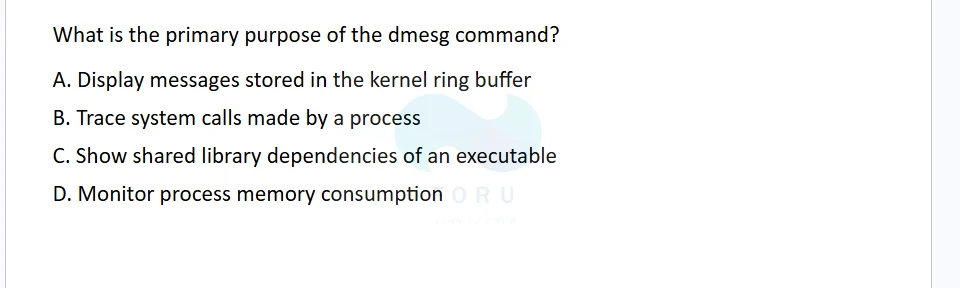 What is the primary purpose of the dmesg command?
A. Display messages stored in the kernel ring buffer
B. Trace system calls made by a process
C. Show shared library dependencies of an executable
D. Monitor process memory consumption
ORU